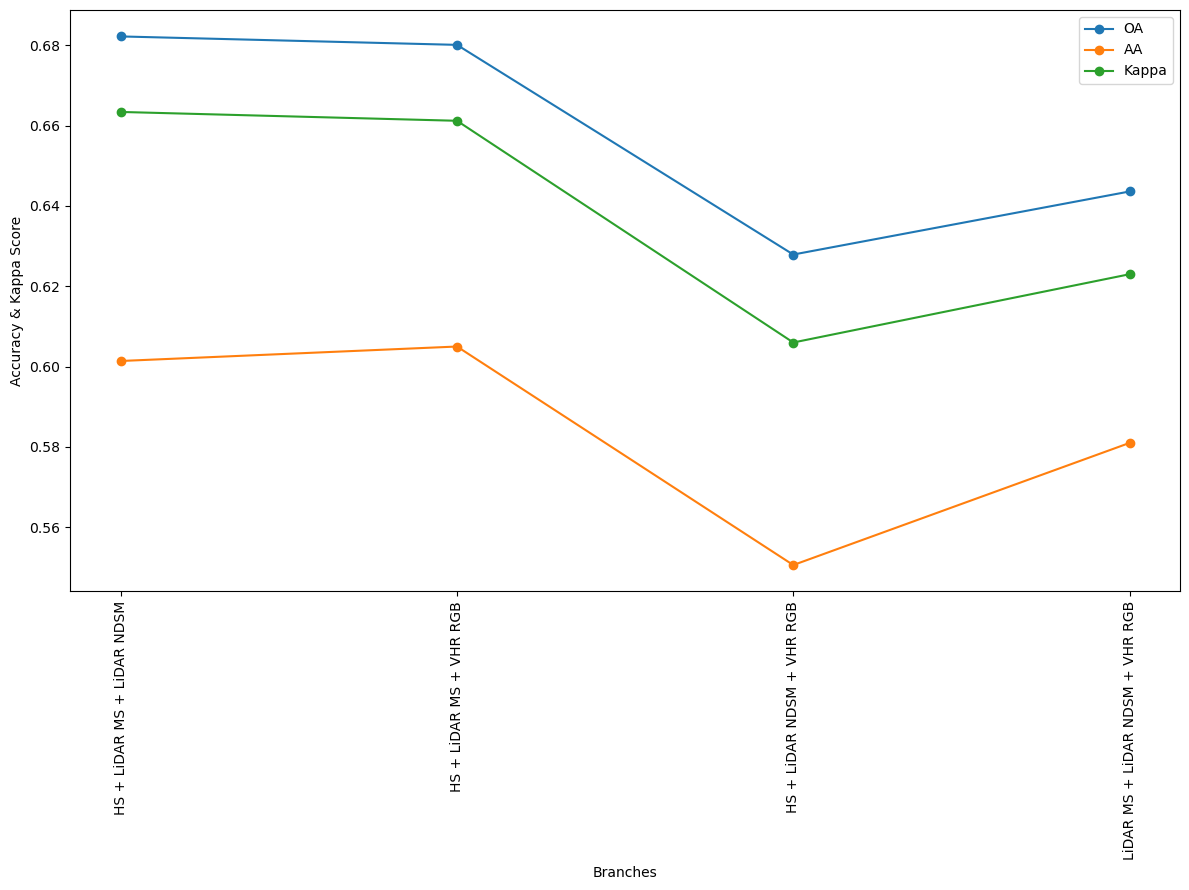 OA
AA
Kappa
Accuracy & Kappa Score
0.68
0.66
0.64
0.62
0.60
0.58
0.56
HS + LiDAR MS + LiDAR NDSM
HS + LiDAR MS + VHR RGB
HS + LiDAR NDSM + VHR RGB
LiDAR MS + LiDAR NDSM + VHR RGB
Branches